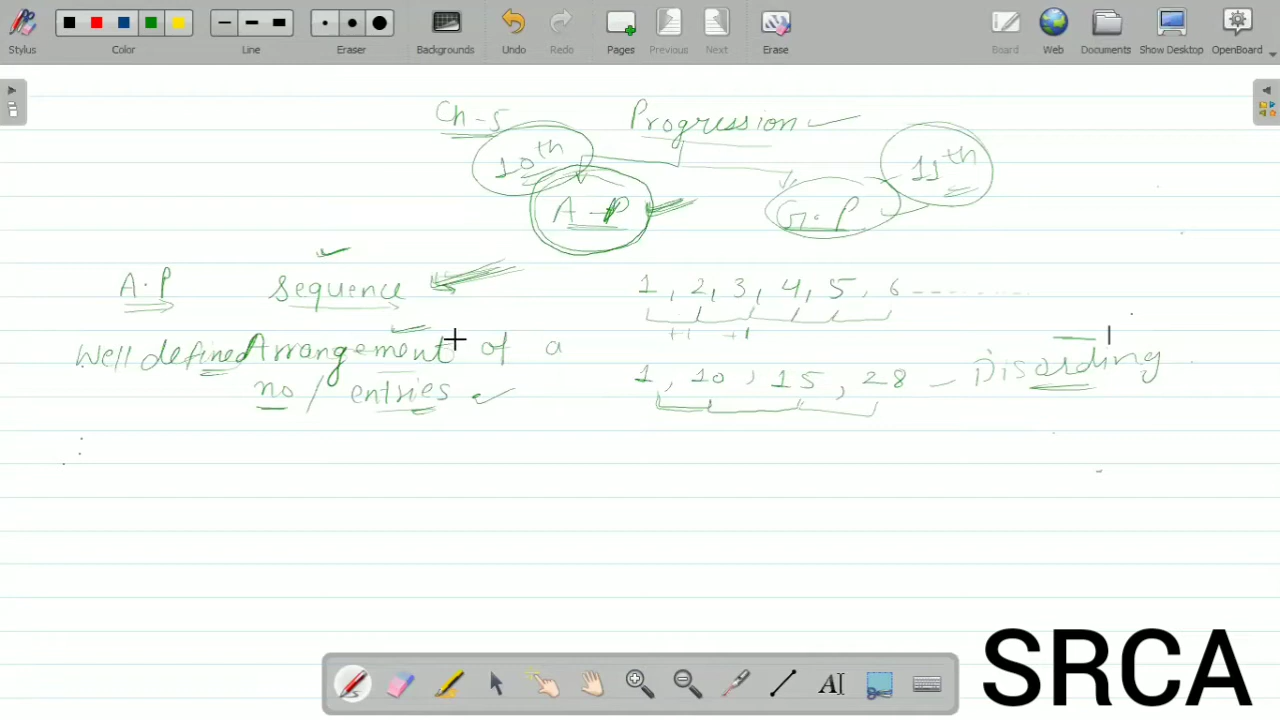 Stylus Color Line Eraser Backgrounds Undo Redo Pages Previous Next Erase Board Web Documents Show Desktop OpenBoard
Ch-5 Progression
10th 11th
A-P G.P
A.P Sequence 1, 2, 3, 4, 5, 6
+1 +1
Well defined Arrangement of a
no / entries
1, 10, 15, 28 - Disording
SRCA